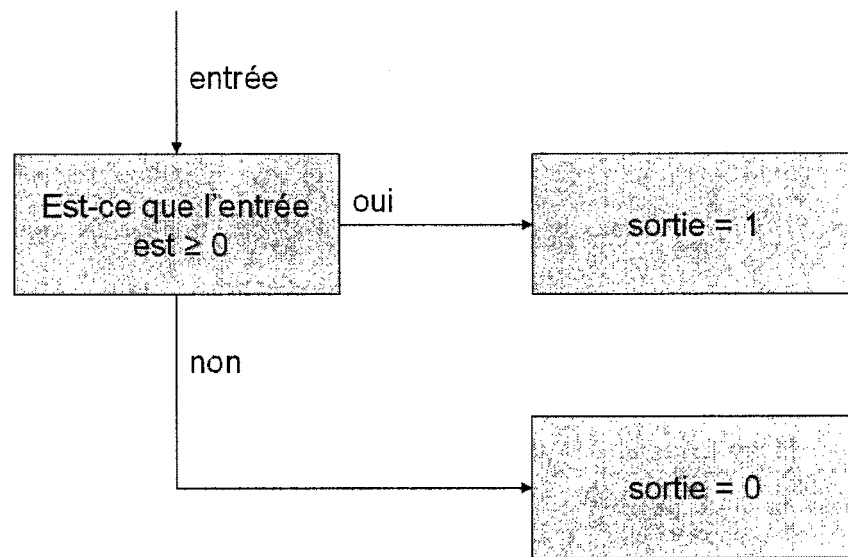 entrée
Est-ce que l'entrée
est ≥ 0
oui
sortie = 1
non
sortie = 0